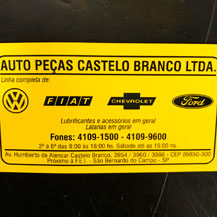 AUTO PEÇAS CASTELO BRANCO LTDA.
Linha completa de:
FIAT CHEVROLET Ford
Lubrificantes e acessórios em geral
Latarias em geral
Fones: 4109-1500 - 4109-9600
2ª à 6ª das 8:00 às 18:00 hs. Sábado até as 15:00 hs.
Av. Humberto de Alencar Castelo Branco, 3954 / 3960 / 3966 - CEP 09850-300
Próximo à F.E.I. - São Bernardo do Campo - SP